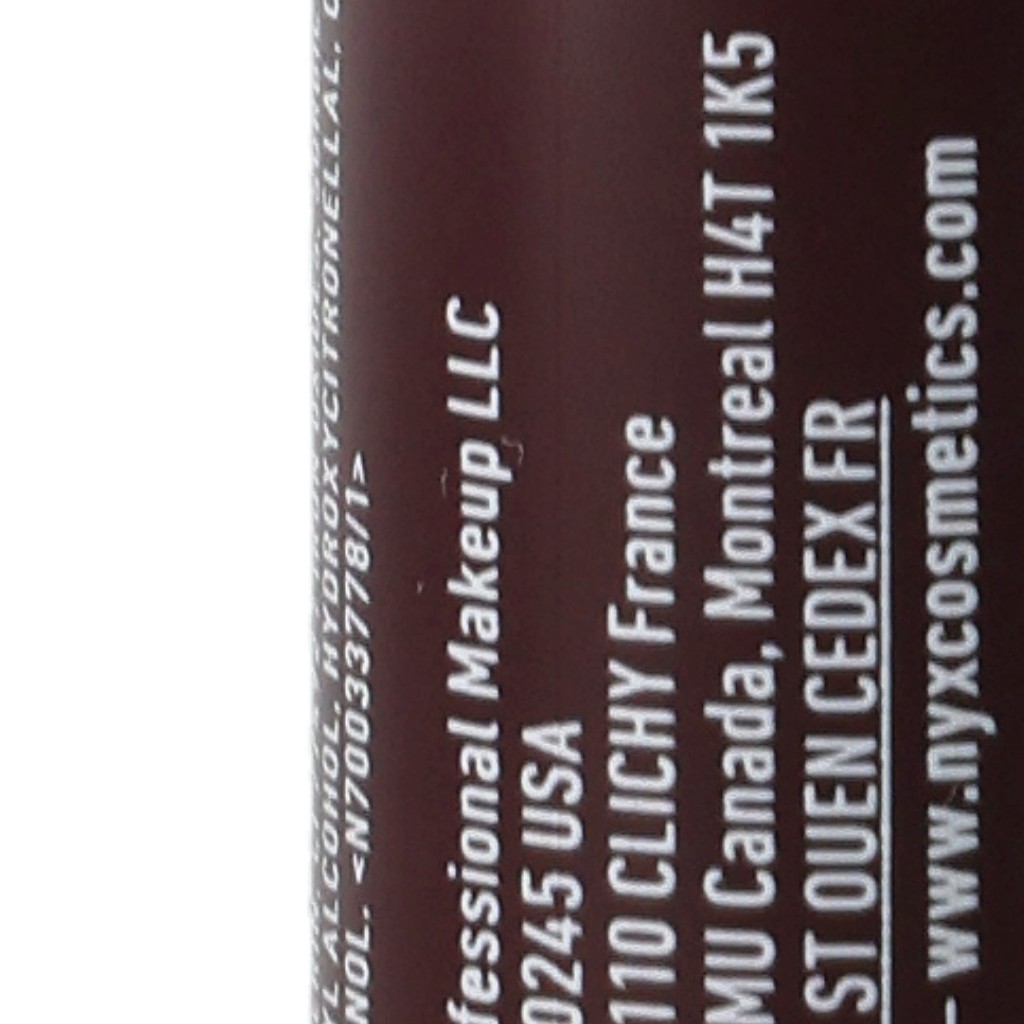 YL ALCOHOL, HYDROXYCITRONELLAL,
NOL. <N70033778/1>
fessional Makeup LLC
0245 USA
110 CLICHY France
MU Canada, Montreal H4T 1K5
ST OUEN CEDEX FR
- www.nyxcosmetics.com